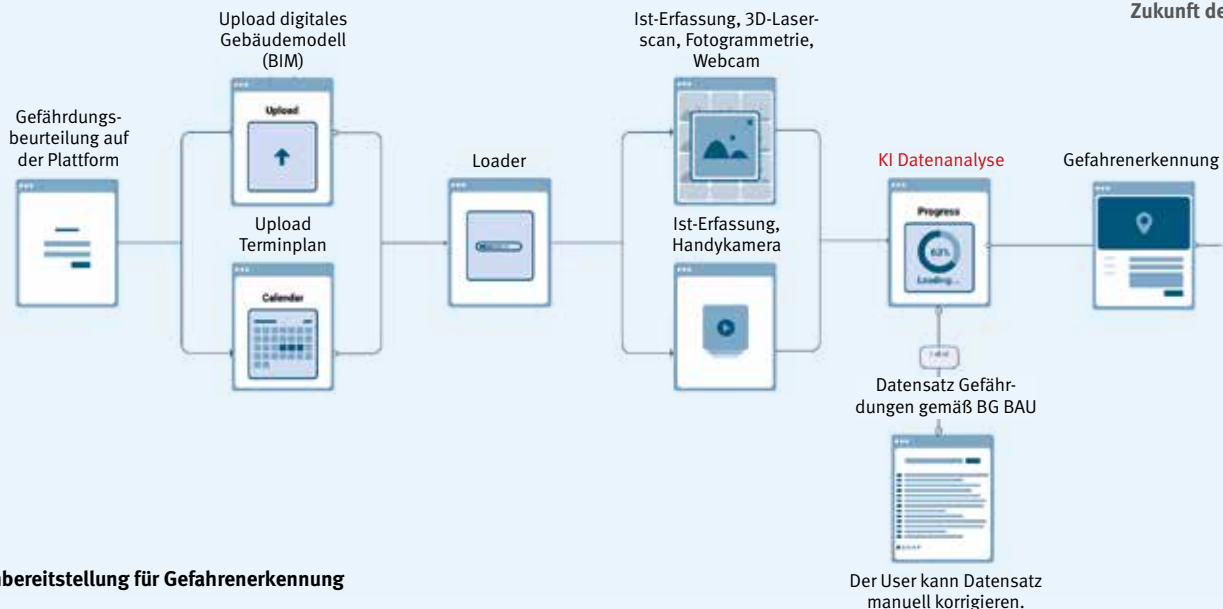 Zukunft de
Upload digitales
Gebäudemodell
(BIM)
Ist-Erfassung, 3D-Laser-
scan, Fotogrammetrie,
Webcam
Gefährdungs-
beurteilung auf
der Plattform
Upload
Loader
KI Datenanalyse
Gefahrenerkennung
Upload
Terminplan
Ist-Erfassung,
Handykamera
Progress
63%
Loading...
Calendar
Datensatz Gefähr-
dungen gemäß BG BAU
nbereitstellung für Gefahrenerkennung
Der User kann Datensatz
manuell korrigieren.